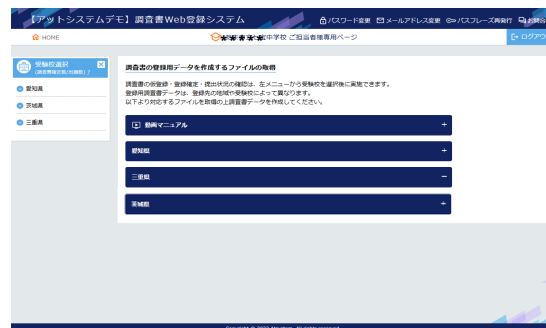 【アットシステムデモ】調査書Web登録システム
パスワード変更 メールアドレス変更 パスフレーズ再発行
HOME
中学校 ご担当者様専用ページ
ログアウ
受験校選択
愛知県
茨城県
三重県
調査書の登録用データを作成するファイルの取得
調査書の仮登録・登録確定・提出状況の確認は、左メニューから受験校を選択後に実施できます。
登録用調査書データは、登録先の地域や受験校によって異なります。
以下より対応するファイルを取得の上調査書データを作成してください。
動画マニュアル +
愛知県 +
三重県 −
茨城県 +